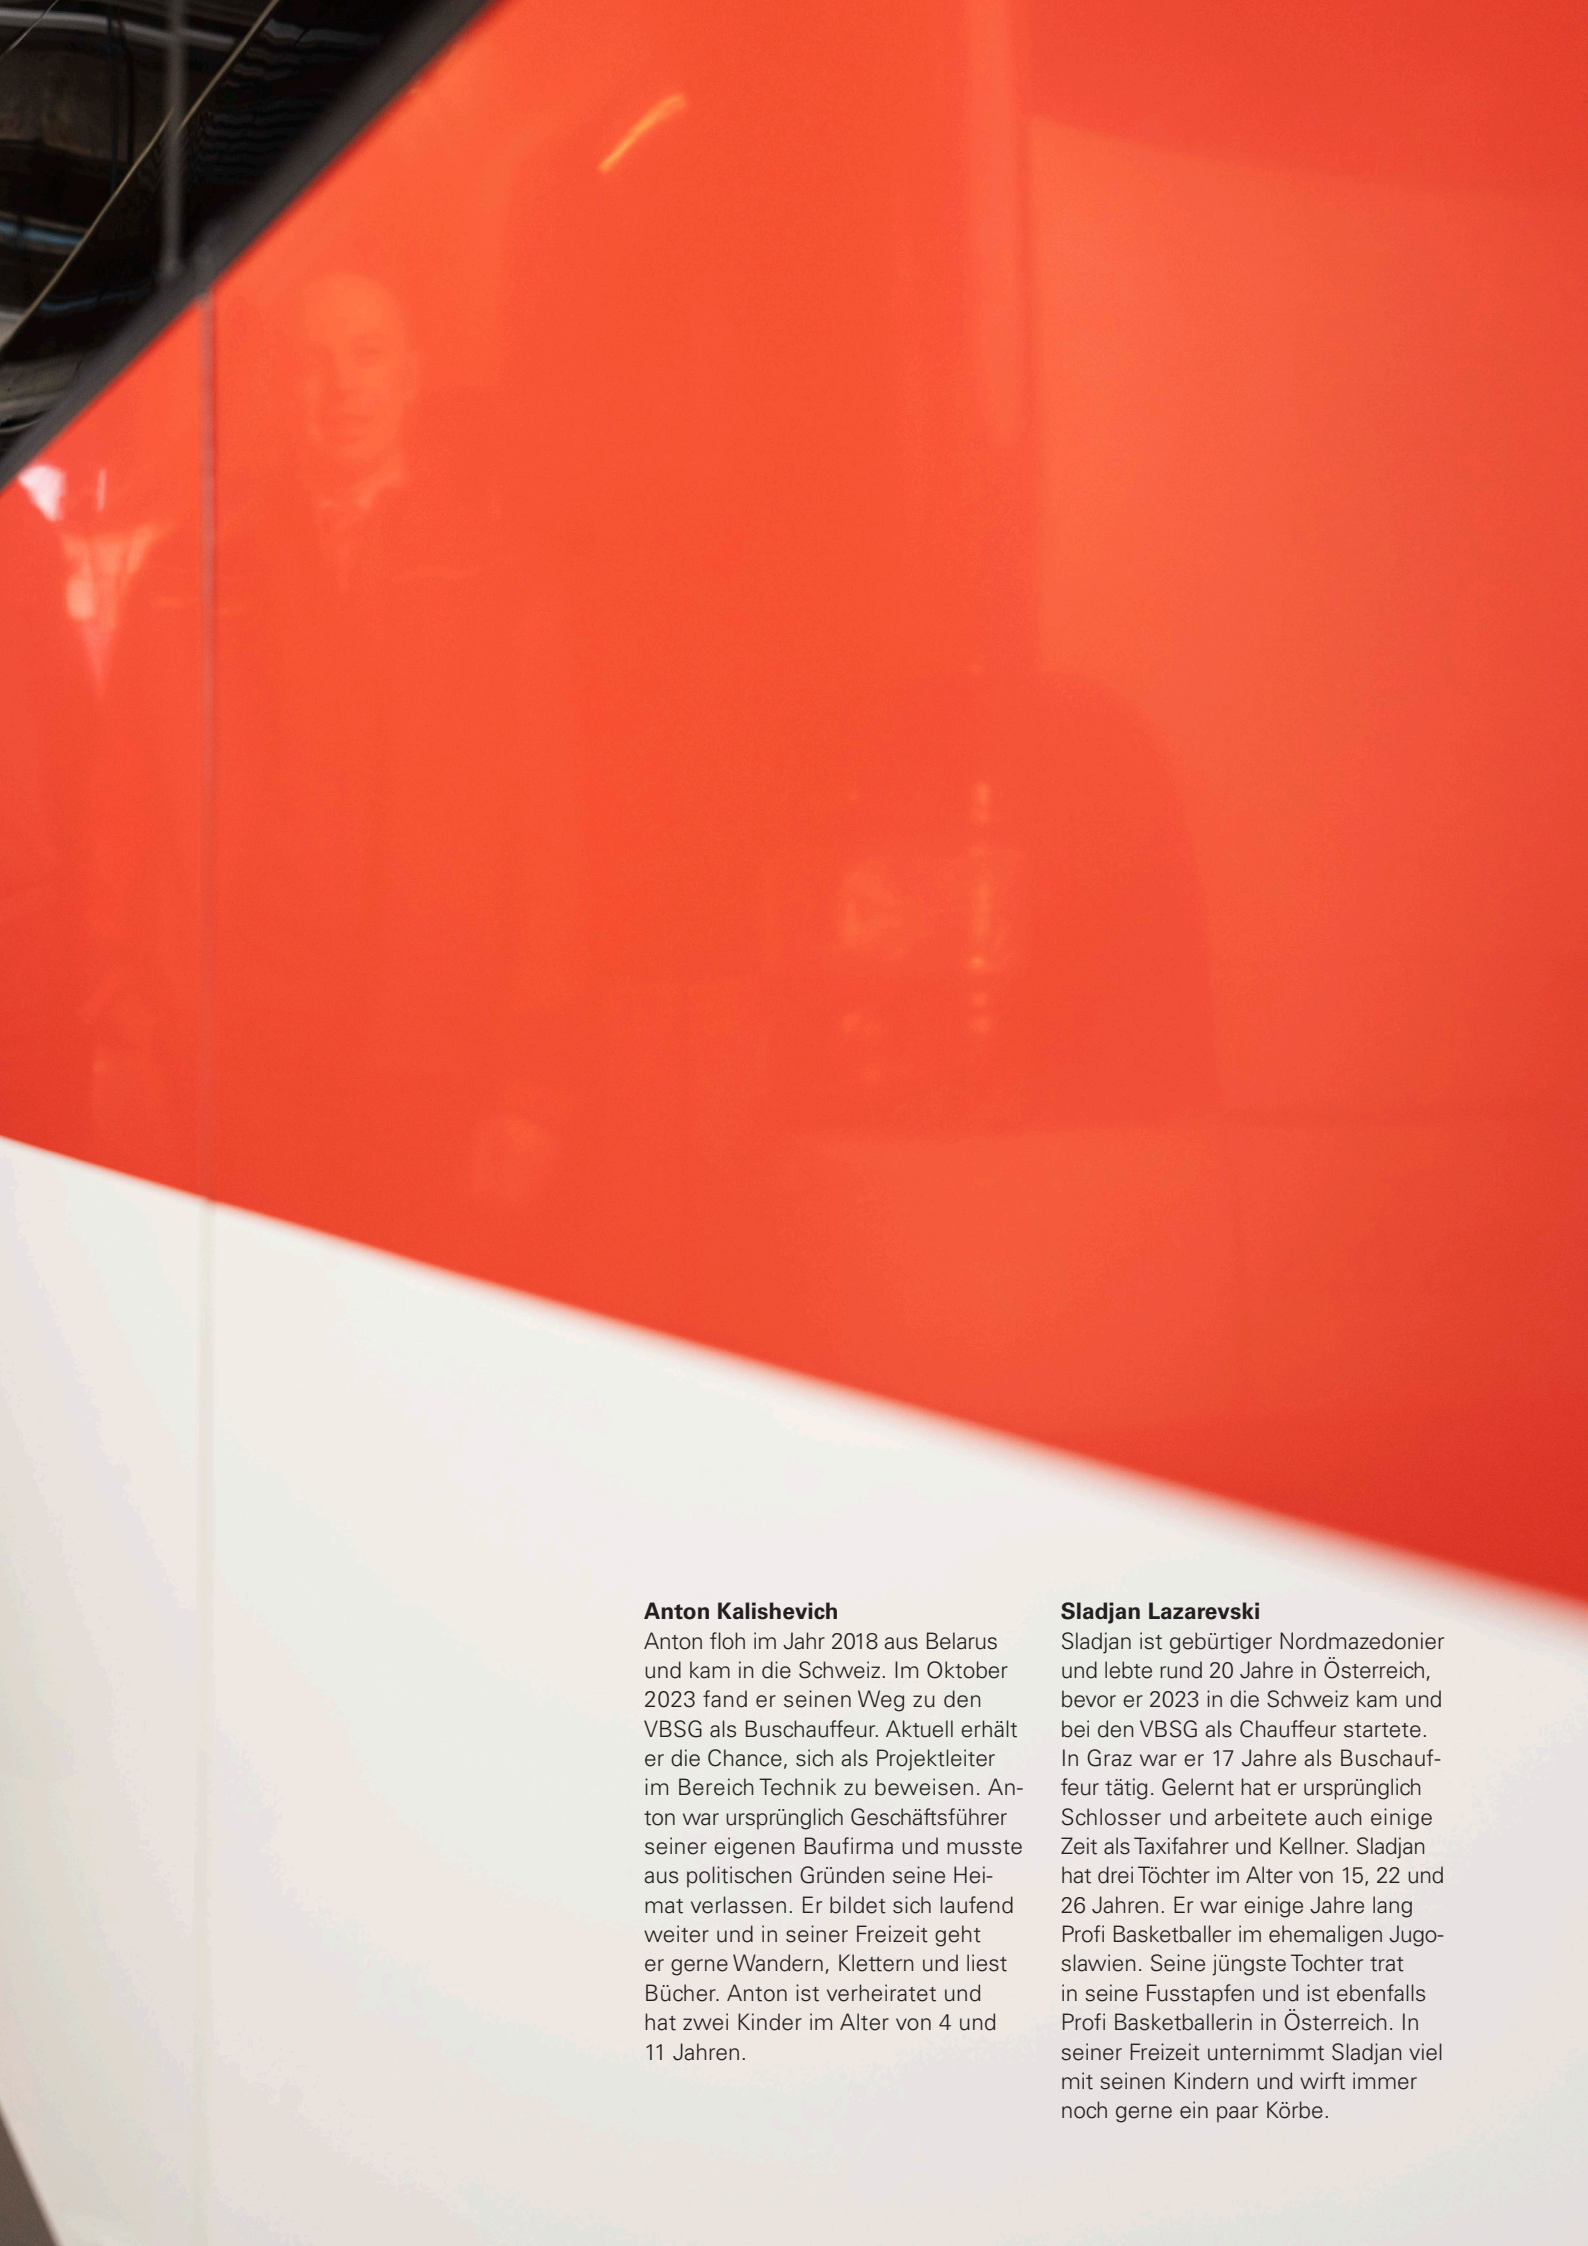 Anton Kalishevich
Anton floh im Jahr 2018 aus Belarus
und kam in die Schweiz. Im Oktober
2023 fand er seinen Weg zu den
VBSG als Buschauffeur. Aktuell erhält
er die Chance, sich als Projektleiter
im Bereich Technik zu beweisen. An-
ton war ursprünglich Geschäftsführer
seiner eigenen Baufirma und musste
aus politischen Gründen seine Hei-
mat verlassen. Er bildet sich laufend
weiter und in seiner Freizeit geht
er gerne Wandern, Klettern und liest
Bücher. Anton ist verheiratet und
hat zwei Kinder im Alter von 4 und
11 Jahren.
Sladjan Lazarevski
Sladjan ist gebürtiger Nordmazedonier
und lebte rund 20 Jahre in Österreich,
bevor er 2023 in die Schweiz kam und
bei den VBSG als Chauffeur startete.
In Graz war er 17 Jahre als Buschauf-
feur tätig. Gelernt hat er ursprünglich
Schlosser und arbeitete auch einige
Zeit als Taxifahrer und Kellner. Sladjan
hat drei Töchter im Alter von 15, 22 und
26 Jahren. Er war einige Jahre lang
Profi Basketballer im ehemaligen Jugo-
slawien. Seine jüngste Tochter trat
in seine Fusstapfen und ist ebenfalls
Profi Basketballerin in Österreich. In
seiner Freizeit unternimmt Sladjan viel
mit seinen Kindern und wirft immer
noch gerne ein paar Körbe.